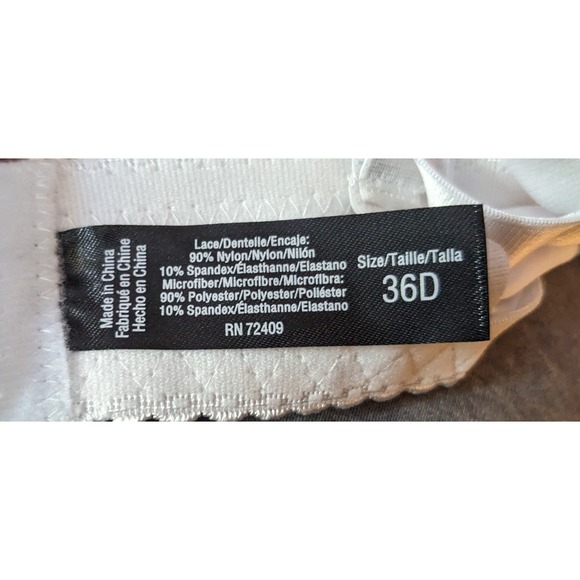 Made in China
Fabriqué en Chine
Hecho en China
Lace/Dentelle/Encaje:
90% Nylon/Nylon/Nilón
10% Spandex/Élasthanne/Elastano
Microfiber/Microfibre/Microfibra:
90% Polyester/Polyester/Poliéster
10% Spandex/Élasthanne/Elastano
RN 72409
Size/Taille/Talla
36D